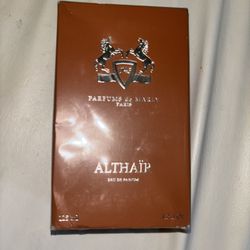 PARFUMS de MARLY
PARIS
ALTHAÏR
EAU DE PARFUM